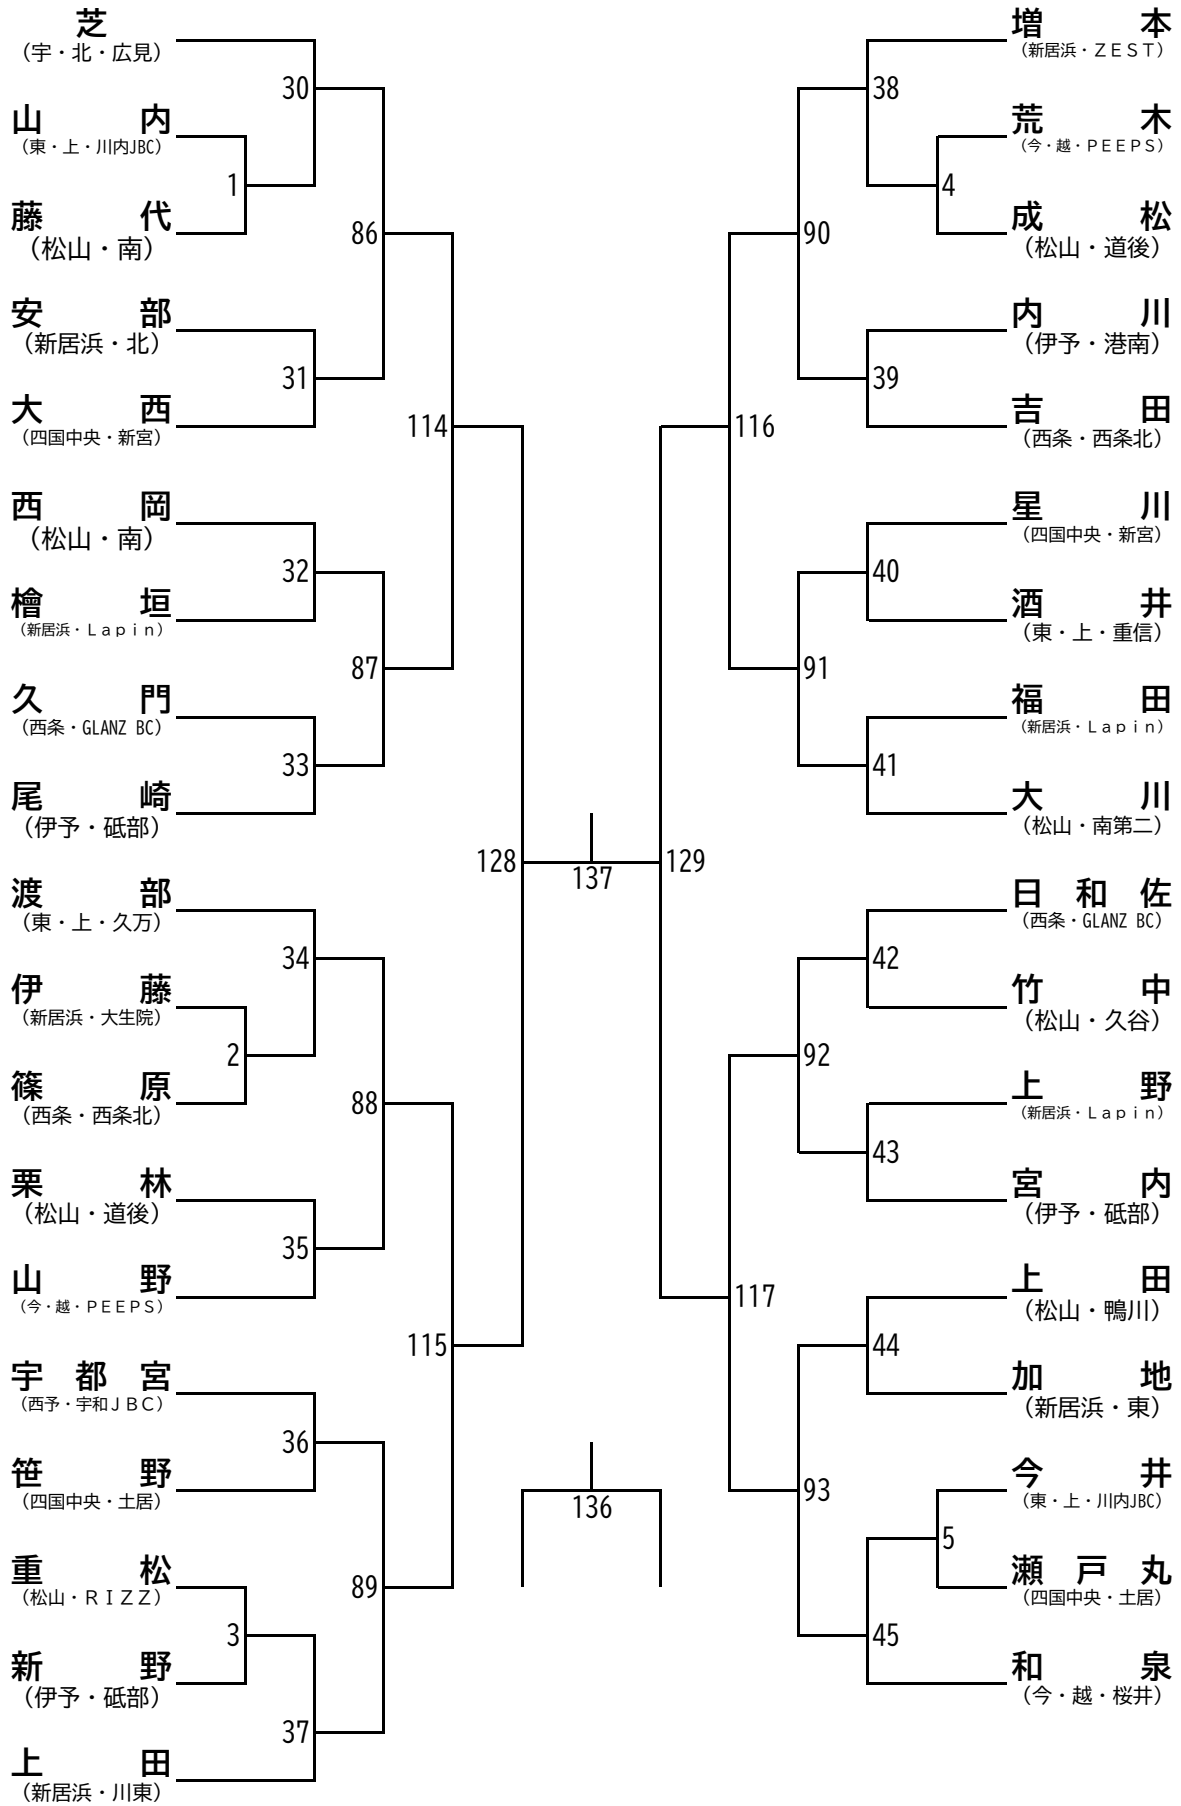 芝
（宇・北・広見）
30
山内
（東・上・川内JBC）
1
藤代
（松山・南）
86
安部
（新居浜・北）
31
大西
（四国中央・新宮）
114
西岡
（松山・南）
32
檜垣
（新居浜・Ｌａｐｉｎ）
87
久門
（西条・GLANZ BC）
33
尾崎
（伊予・砥部）
128
渡部
（東・上・久万）
34
伊藤
（新居浜・大生院）
2
篠原
（西条・西条北）
88
栗林
（松山・道後）
35
山野
（今・越・ＰＥＥＰＳ）
115
宇都宮
（西予・宇和ＪＢＣ）
36
笹野
（四国中央・土居）
重松
（松山・ＲＩＺＺ）
89
3
新野
（伊予・砥部）
37
上田
（新居浜・川東）
137
136
増本
（新居浜・ＺＥＳＴ）
38
荒木
（今・越・ＰＥＥＰＳ）
4
成松
（松山・道後）
90
内川
（伊予・港南）
39
吉田
（西条・西条北）
116
星川
（四国中央・新宮）
40
酒井
（東・上・重信）
91
福田
（新居浜・Ｌａｐｉｎ）
41
大川
（松山・南第二）
129
日和佐
（西条・GLANZ BC）
42
竹中
（松山・久谷）
92
上野
（新居浜・Ｌａｐｉｎ）
43
宮内
（伊予・砥部）
117
上田
（松山・鴨川）
44
加地
（新居浜・東）
93
今井
（東・上・川内JBC）
5
瀬戸丸
（四国中央・土居）
45
和泉
（今・越・桜井）